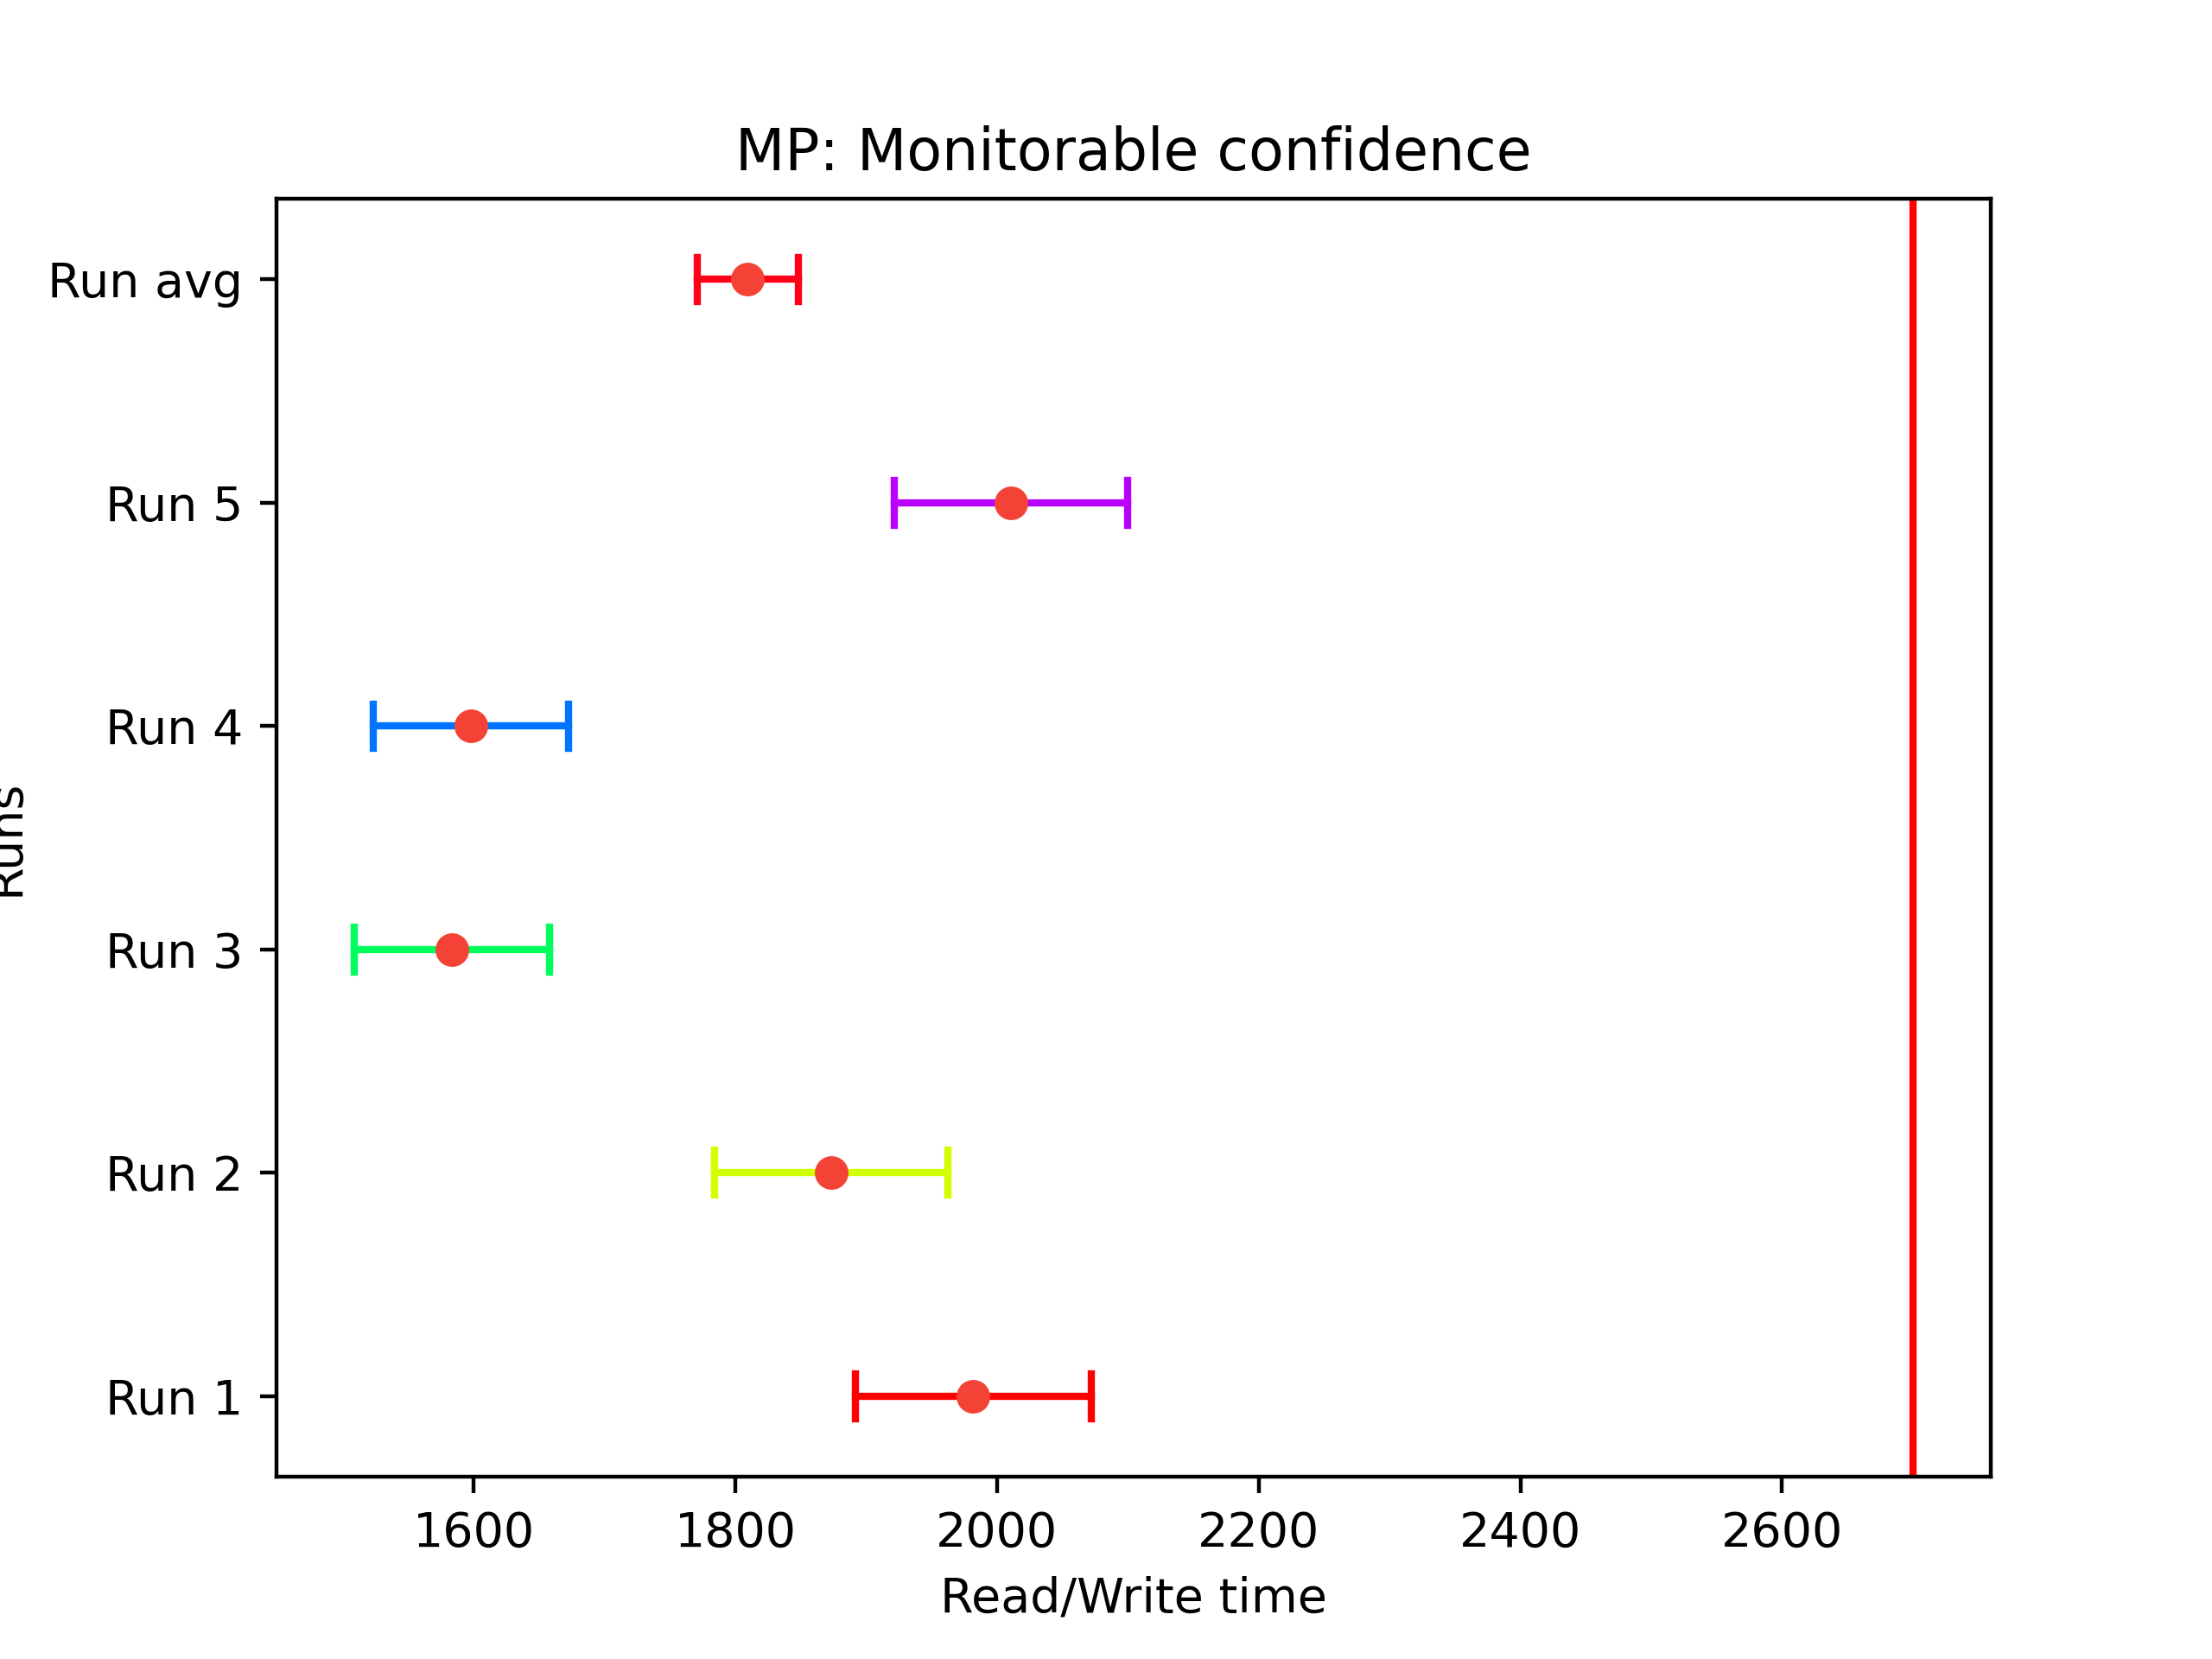 MP: Monitorable confidence
Run avg
Run 5
Run 4
Run 3
Run 2
Run 1
Runs
1600 1800 2000 2200 2400 2600
Read/Write time